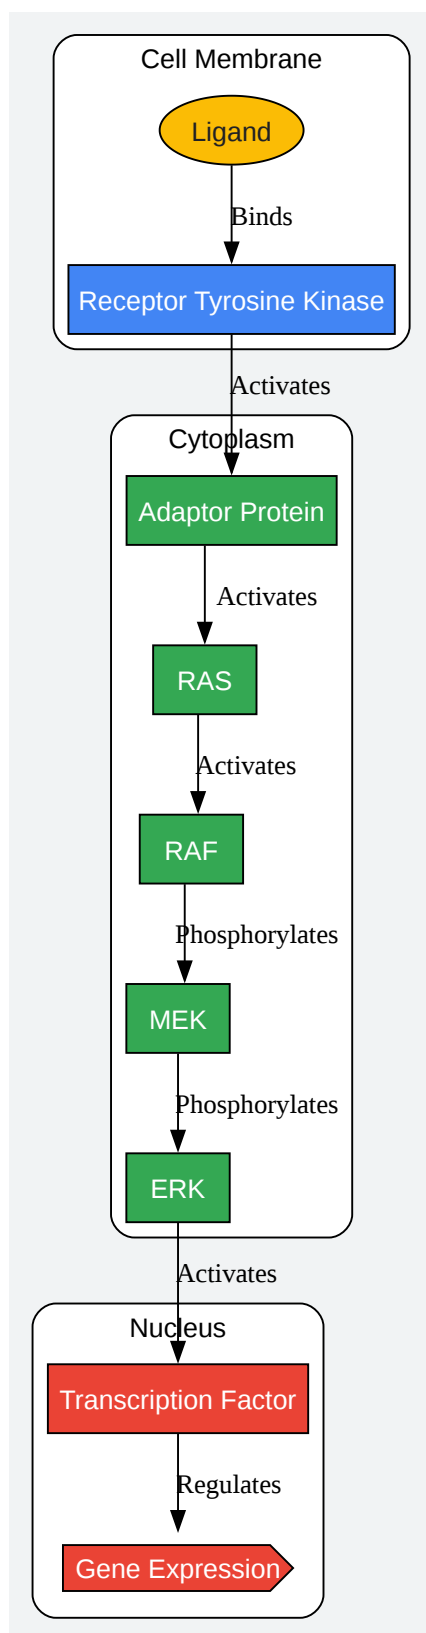 Cell Membrane
Ligand
Binds
Receptor Tyrosine Kinase
Activates
Cytoplasm
Adaptor Protein
Activates
RAS
Activates
RAF
Phosphorylates
MEK
Phosphorylates
ERK
Activates
Nucleus
Transcription Factor
Regulates
Gene Expression